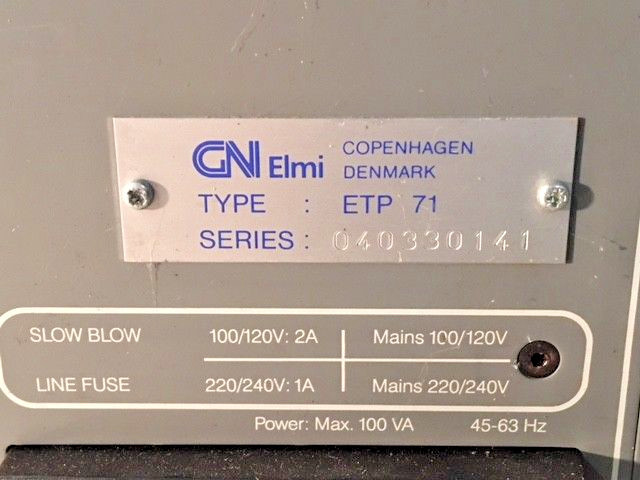 GN Elmi COPENHAGEN
DENMARK
TYPE : ETP 71
SERIES : 040330141
SLOW BLOW 100/120V: 2A Mains 100/120V
LINE FUSE 220/240V: 1A Mains 220/240V
Power: Max. 100 VA 45-63 Hz